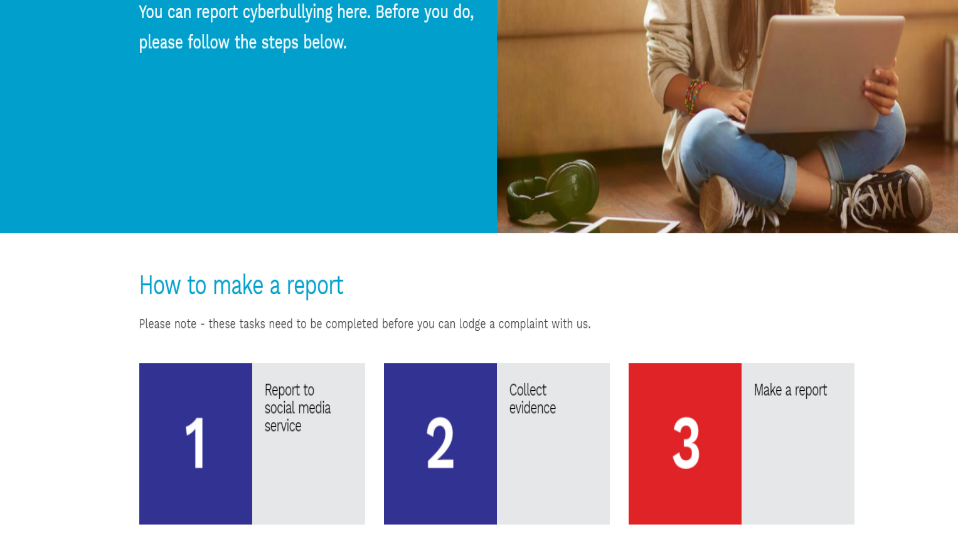 You can report cyberbullying here. Before you do,
please follow the steps below.
How to make a report
Please note - these tasks need to be completed before you can lodge a complaint with us.
1
Report to
social media
service
2
Collect
evidence
3
Make a report